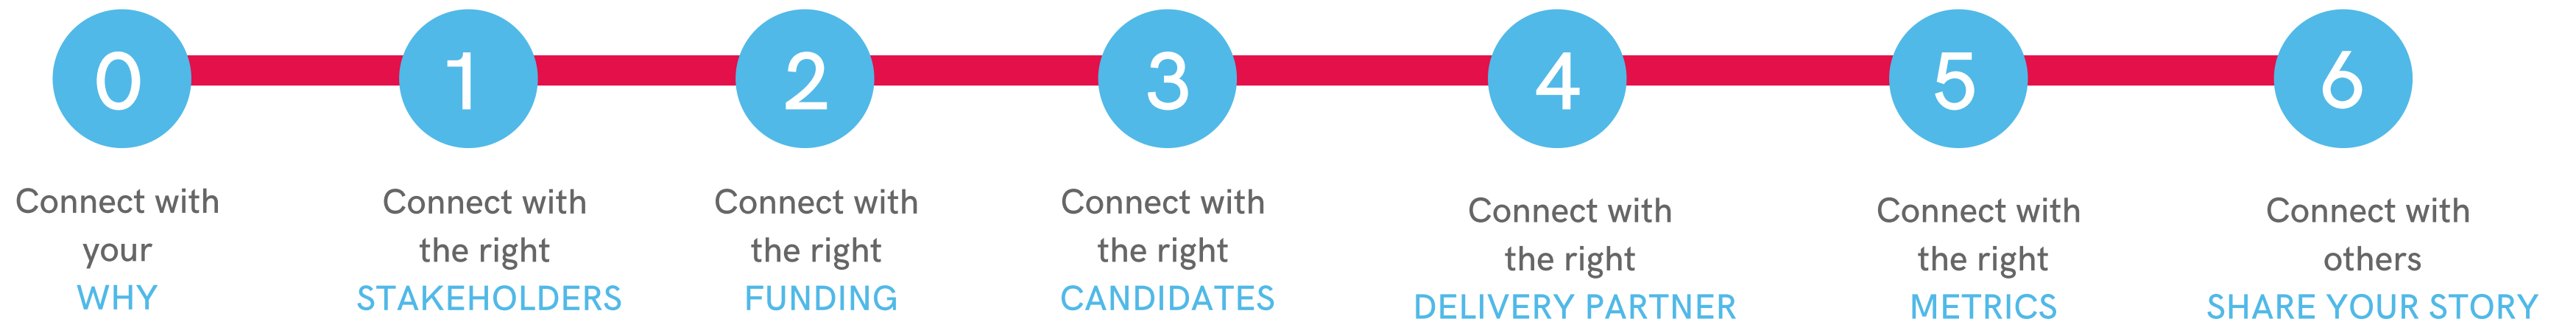 0
Connect with
your
WHY
1
Connect with
the right
STAKEHOLDERS
2
Connect with
the right
FUNDING
3
Connect with
the right
CANDIDATES
4
Connect with
the right
DELIVERY PARTNER
5
Connect with
the right
METRICS
6
Connect with
others
SHARE YOUR STORY